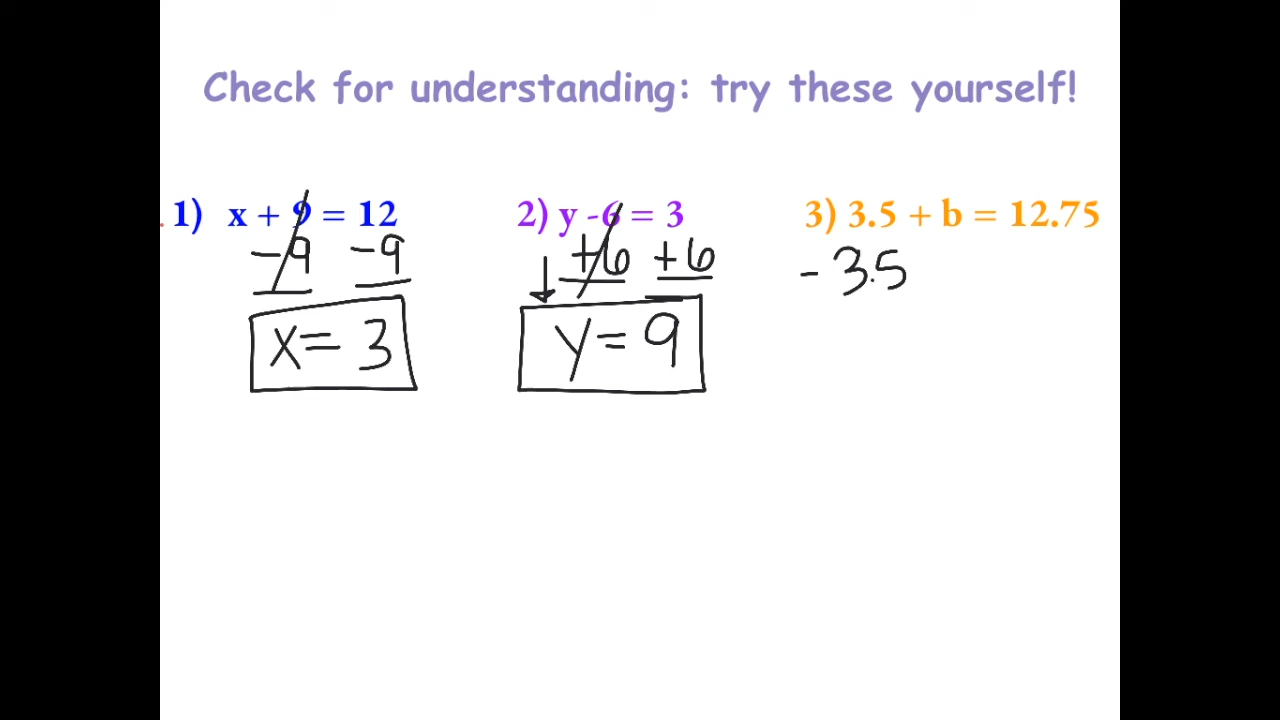 Check for understanding: try these yourself!
1) x + 9 = 12
2) y -6 = 3
3) 3.5 + b = 12.75
-9 -9
+6 +6
- 3.5
x= 3
y= 9